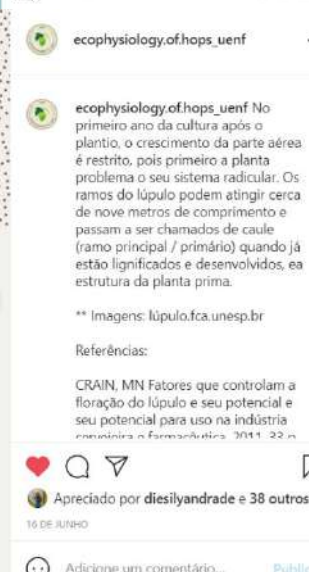 ecophysiology.of.hops_uenf
ecophysiology.of.hops_uenf No
primeiro ano da cultura após o
plantio, o crescimento da parte aérea
é restrito, pois primeiro a planta
problema o seu sistema radicular. Os
ramos do lúpulo podem atingir cerca
de nove metros de comprimento e
passam a ser chamados de caule
(ramo principal / primário) quando já
estão lignificados e desenvolvidos, ea
estrutura da planta prima.
** Imagens: lúpulo.fca.unesp.br
Referências:
CRAIN, MN Fatores que controlam a
floração do lúpulo e seu potencial e
seu potencial para uso na indústria
cervejeira e farmacêutica. 2011. 33
Apreciado por diesilyandrade e 38 outros
16 DE JUNHO
Adicione um comentário...